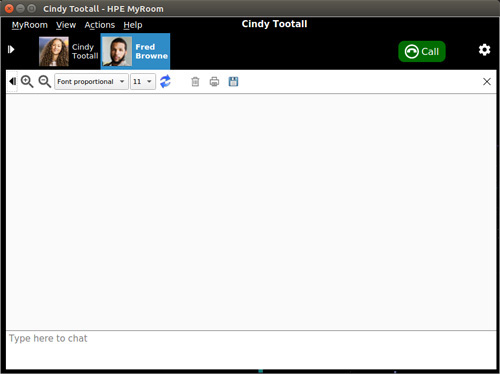 Cindy Tootall - HPE MyRoom
MyRoom View Actions Help
Cindy Tootall
Cindy
Tootall
Fred
Browne
Call
Font proportional 11
Type here to chat